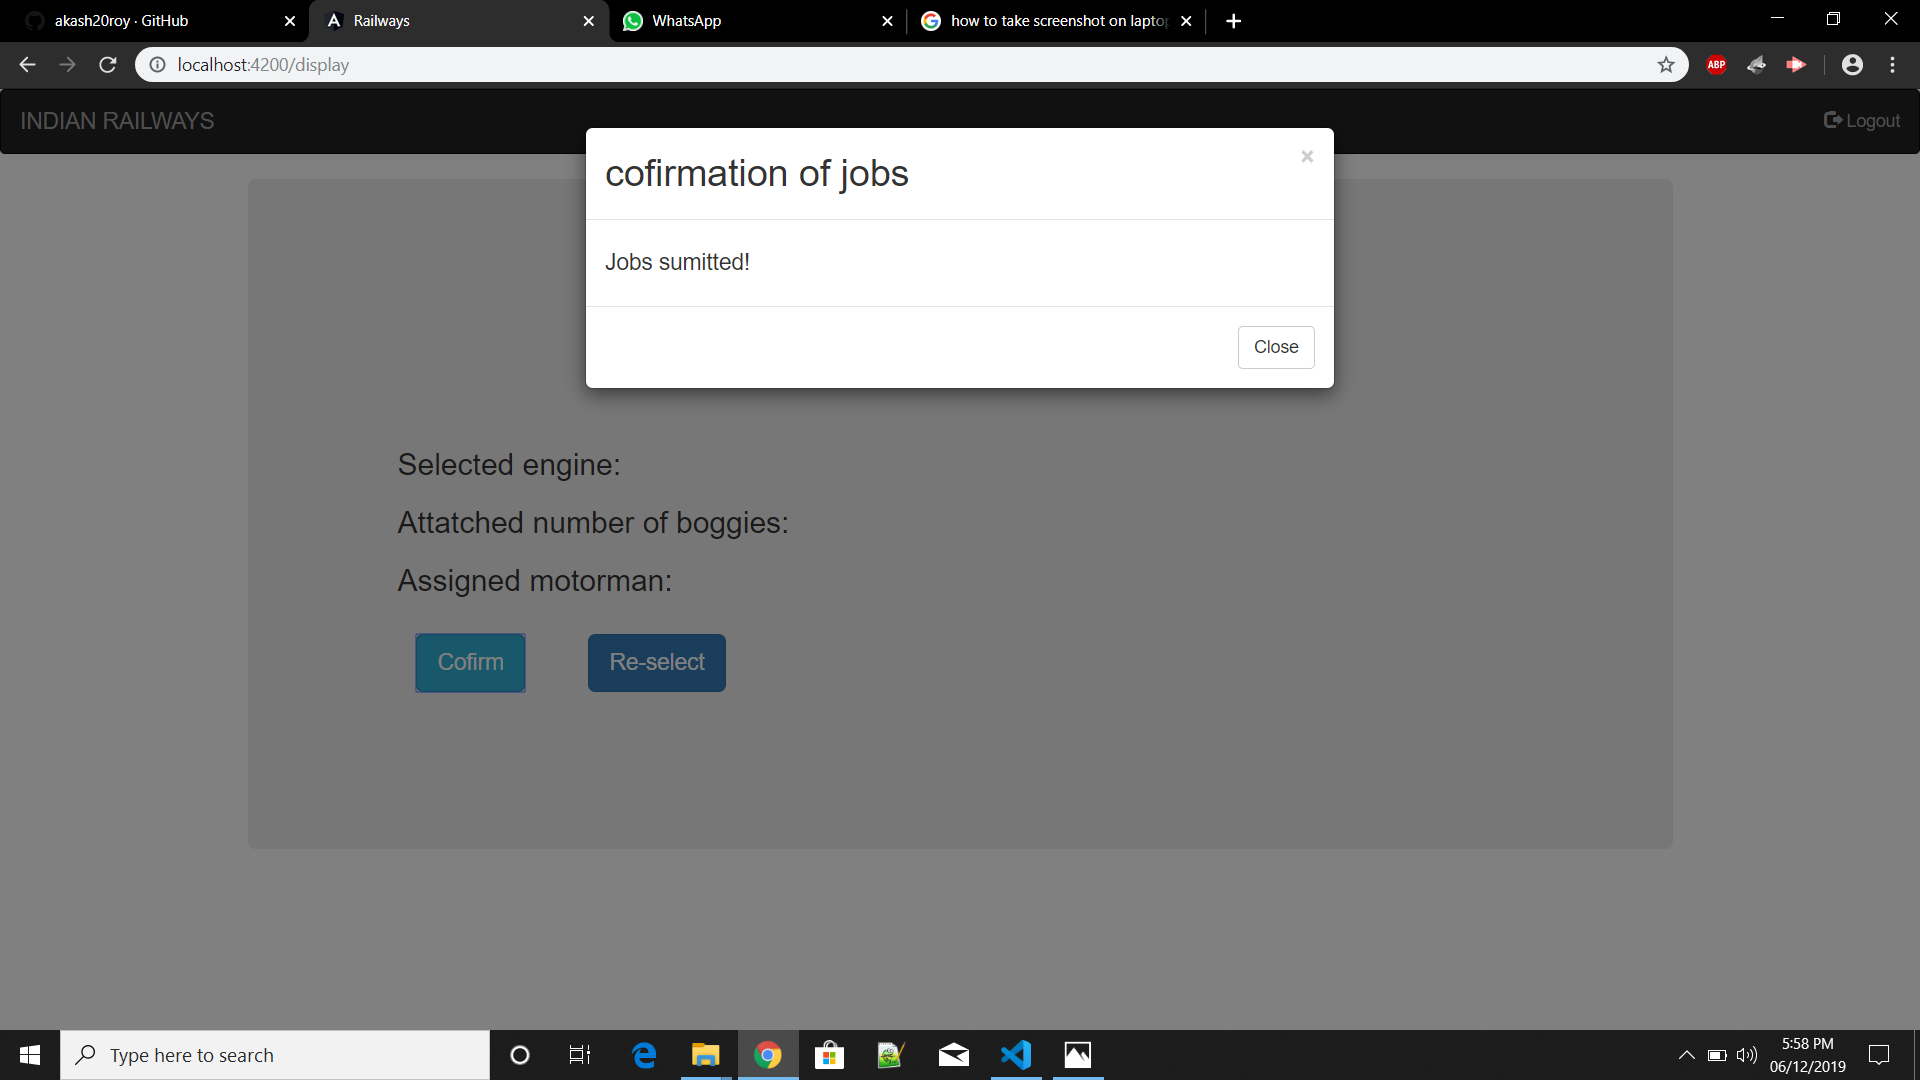 akash20roy · GitHub
Railways
WhatsApp
how to take screenshot on laptop
localhost:4200/display
ABP
INDIAN RAILWAYS
Logout
cofirmation of jobs
×
Jobs sumitted!
Close
Selected engine:
Attatched number of boggies:
Assigned motorman:
Cofirm
Re-select
Type here to search
5:58 PM
06/12/2019